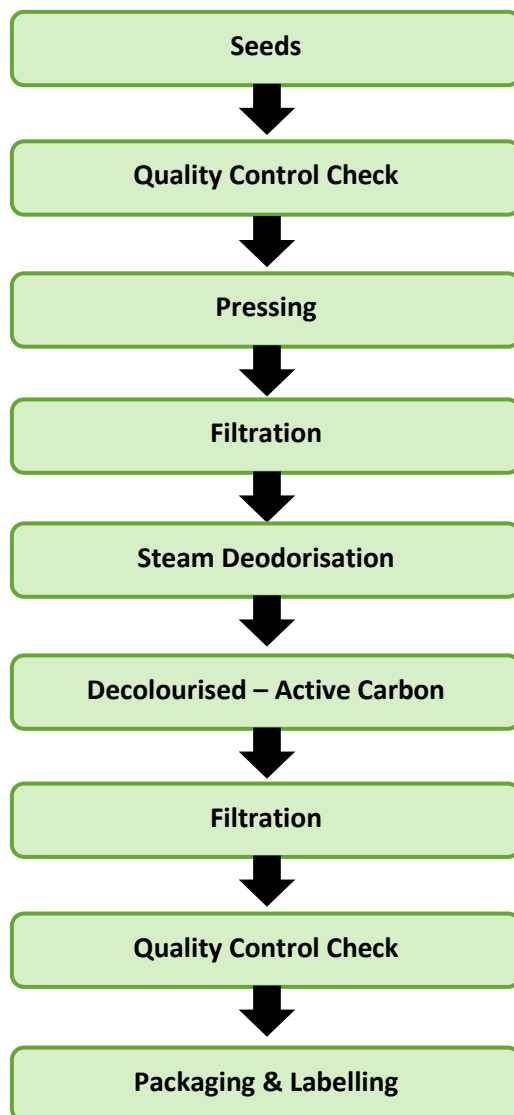 Seeds
Quality Control Check
Pressing
Filtration
Steam Deodorisation
Decolourised – Active Carbon
Filtration
Quality Control Check
Packaging & Labelling